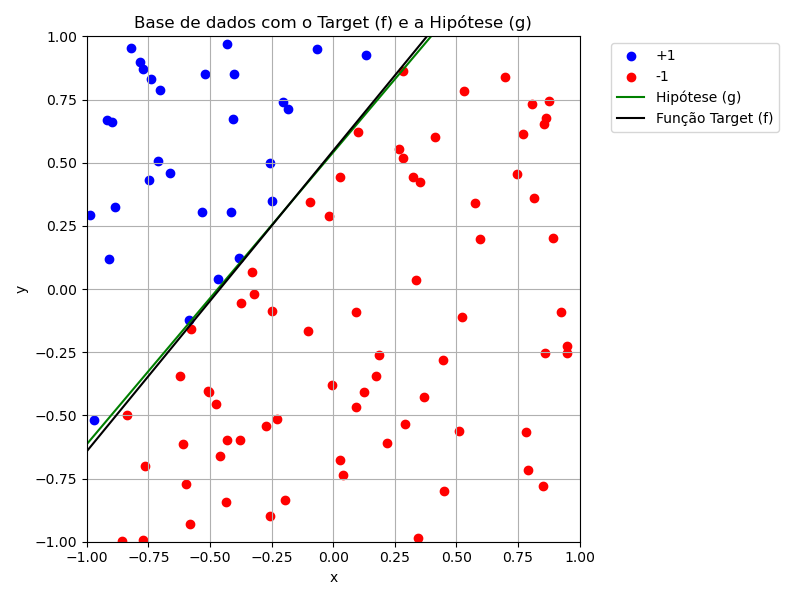 Base de dados com o Target (f) e a Hipótese (g)
+1
-1
Hipótese (g)
Função Target (f)
y
1.00
0.75
0.50
0.25
0.00
−0.25
−0.50
−0.75
−1.00
−1.00 −0.75 −0.50 −0.25 0.00 0.25 0.50 0.75 1.00
x